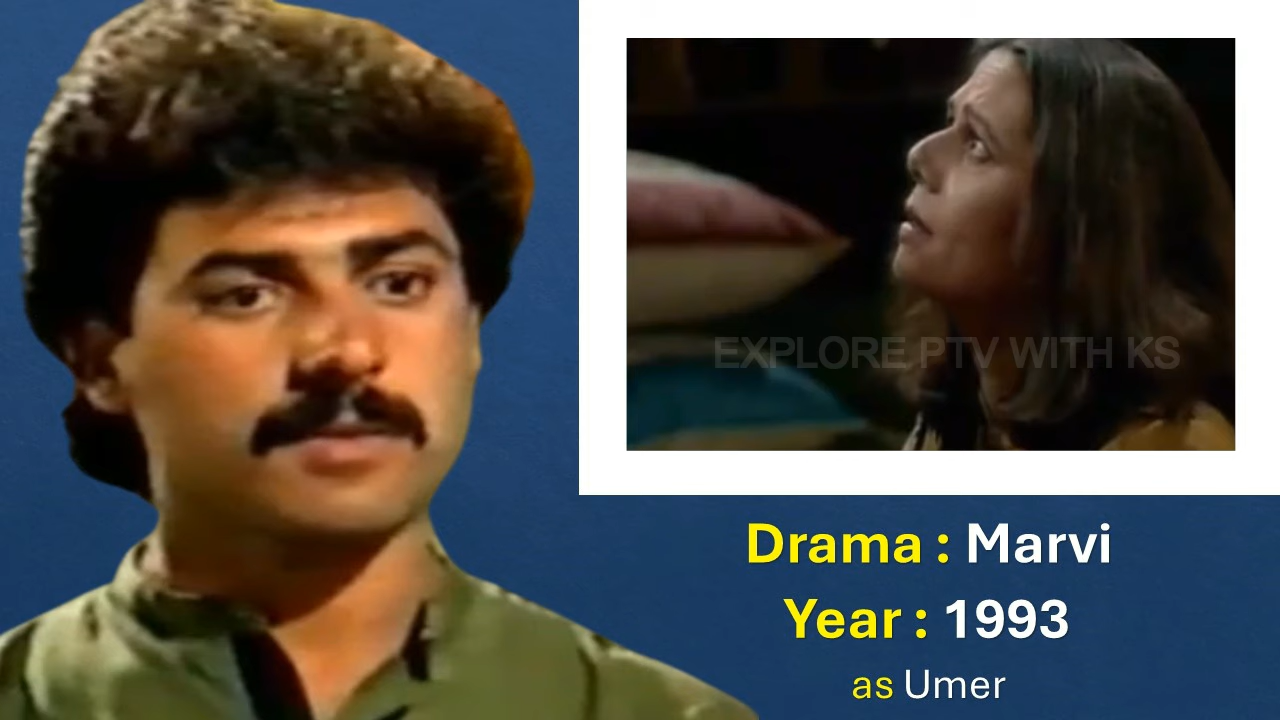 EXPLORE PTV WITH KS
Drama : Marvi
Year : 1993
as Umer